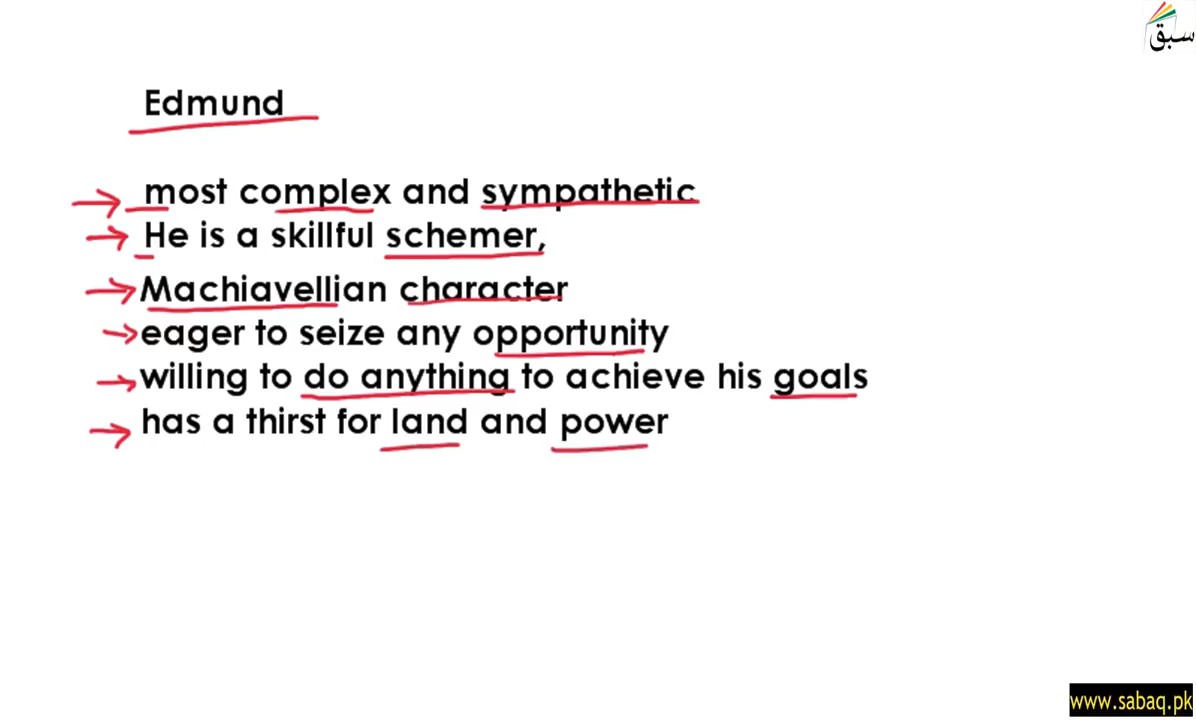 سبق
Edmund
most complex and sympathetic
He is a skillful schemer,
Machiavellian character
eager to seize any opportunity
willing to do anything to achieve his goals
has a thirst for land and power
www.sabaq.pk